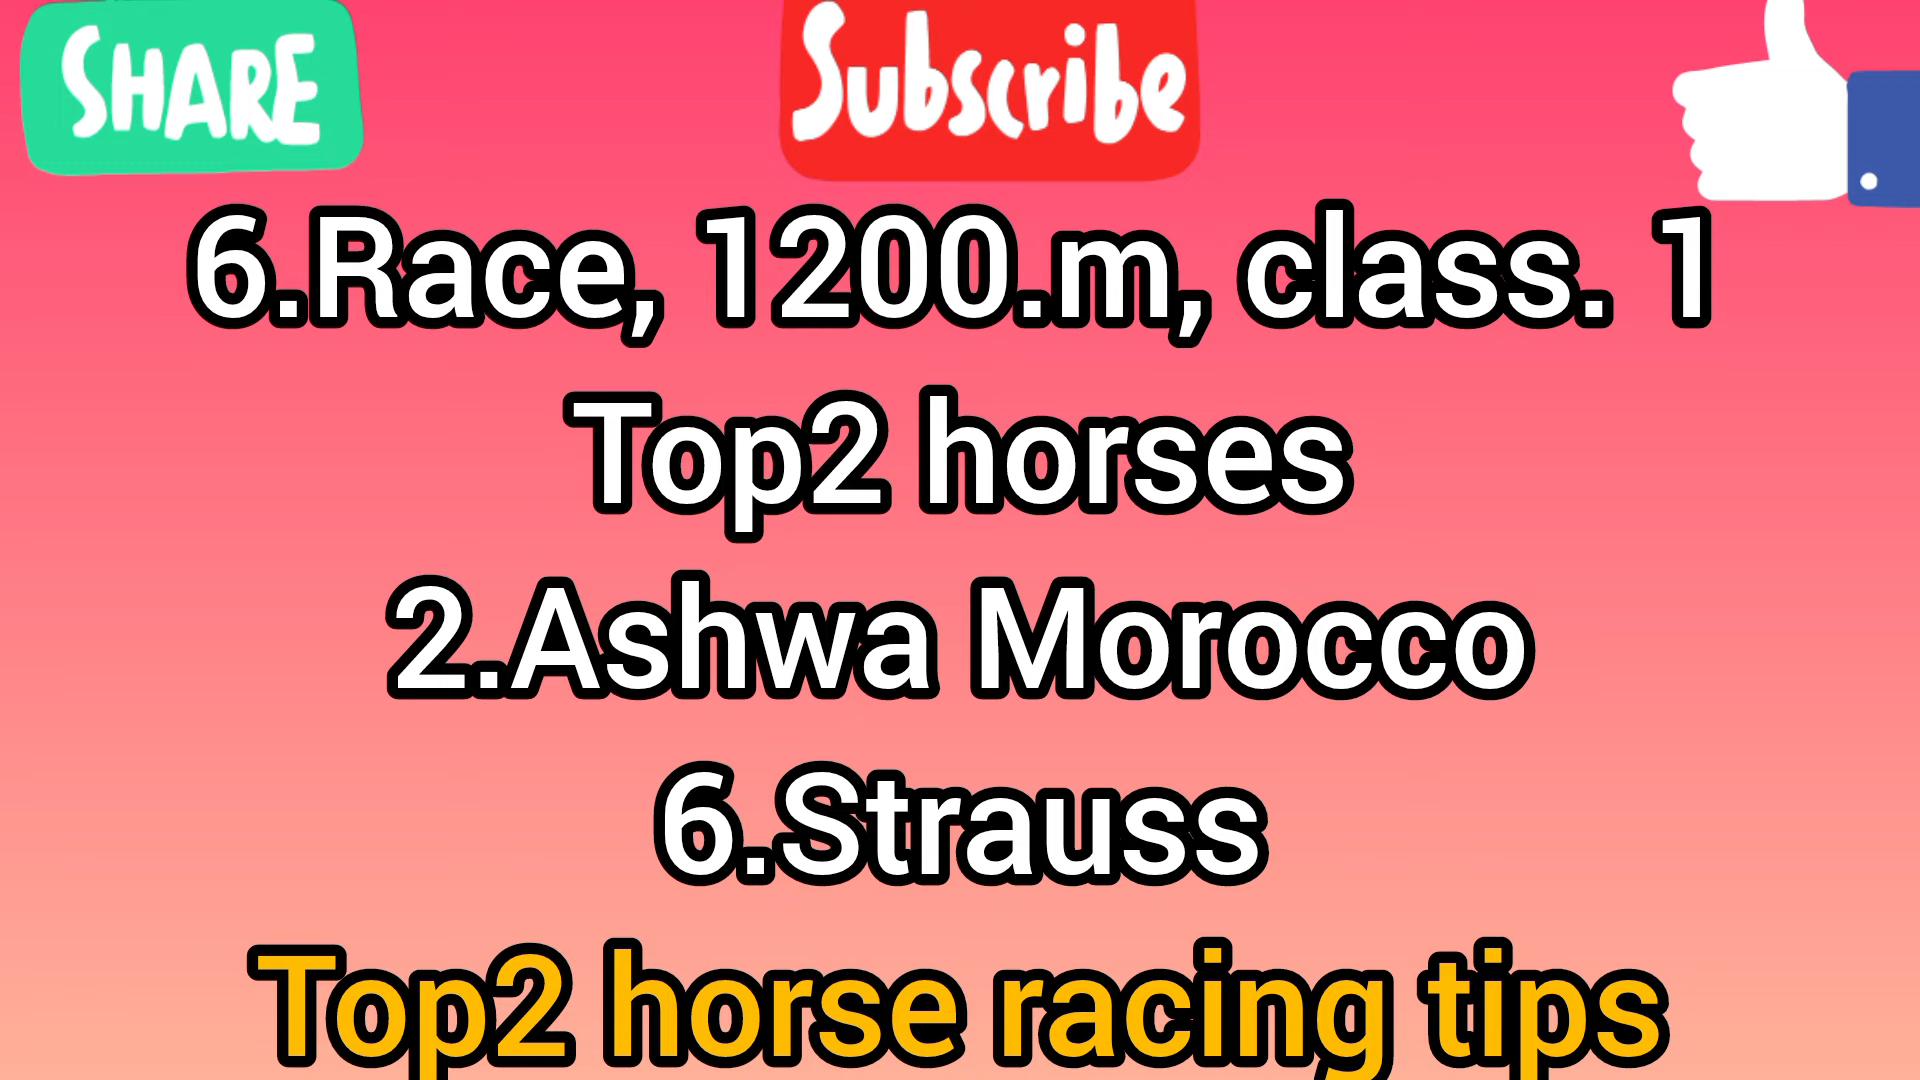 SHARE
Subscribe
6.Race, 1200.m, class. 1
Top2 horses
2.Ashwa Morocco
6.Strauss
Top2 horse racing tips